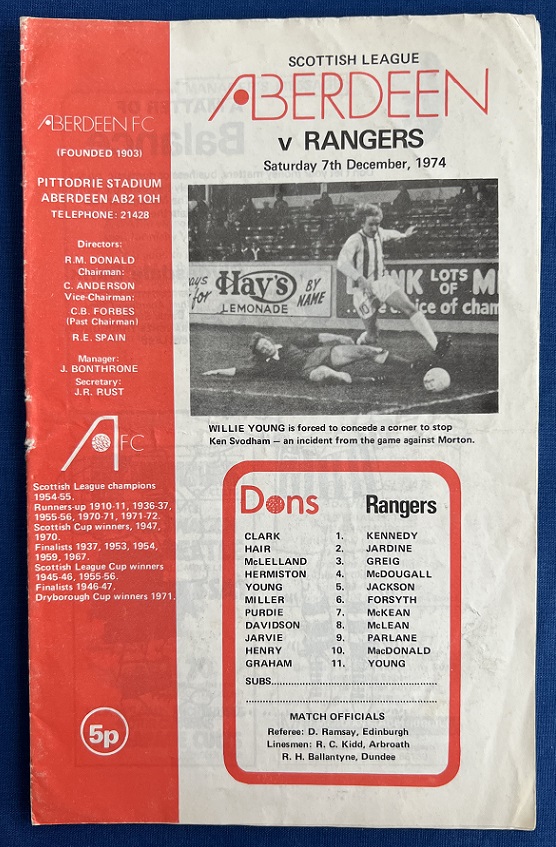 ABERDEEN FC
(FOUNDED 1903)
PITTODRIE STADIUM
ABERDEEN AB2 1QH
TELEPHONE: 21428
Directors:
R.M. DONALD
Chairman:
C. ANDERSON
Vice-Chairman:
C.B. FORBES
(Past Chairman)
R.E. SPAIN
Manager:
J. BONTHRONE
Secretary:
J.R. RUST
AFC
Scottish League champions
1954-55.
Runners-up 1910-11, 1936-37,
1955-56, 1970-71, 1971-72.
Scottish Cup winners, 1947,
1970.
Finalists 1937, 1953, 1954,
1959, 1967.
Scottish League Cup winners
1945-46, 1955-56.
Finalists 1946-47.
Dryborough Cup winners 1971.
5p
SCOTTISH LEAGUE
ABERDEEN
v RANGERS
Saturday 7th December, 1974
for Hay's BY
LEMONADE NAME
LOTS
OF
of cham
WILLIE YOUNG is forced to concede a corner to stop
Ken Svodham – an incident from the game against Morton.
Dons Rangers
CLARK 1. KENNEDY
HAIR 2. JARDINE
McLELLAND 3. GREIG
HERMISTON 4. McDOUGALL
YOUNG 5. JACKSON
MILLER 6. FORSYTH
PURDIE 7. McKEAN
DAVIDSON 8. McLEAN
JARVIE 9. PARLANE
HENRY 10. MacDONALD
GRAHAM 11. YOUNG
SUBS.................................................
.........................................................
MATCH OFFICIALS
Referee: D. Ramsay, Edinburgh
Linesmen: R. C. Kidd, Arbroath
R. H. Ballantyne, Dundee